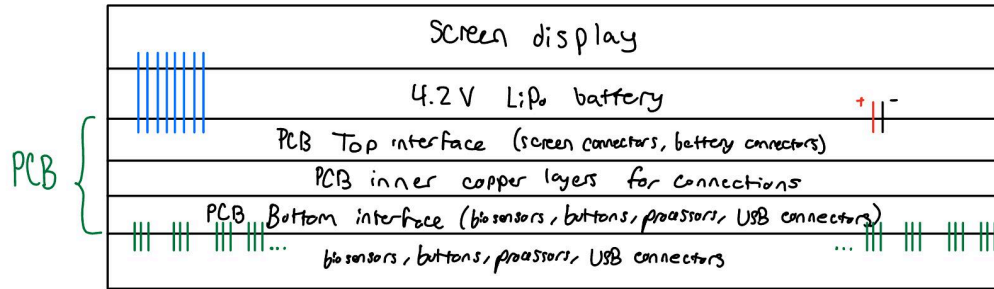 Screen display
4.2V LiPo battery
+ -
PCB Top interface (screen connectors, battery connectors)
PCB
PCB inner copper layers for connections
PCB Bottom interface (biosensors, buttons, processors, USB connectors)
... ...
biosensors, buttons, processors, USB connectors